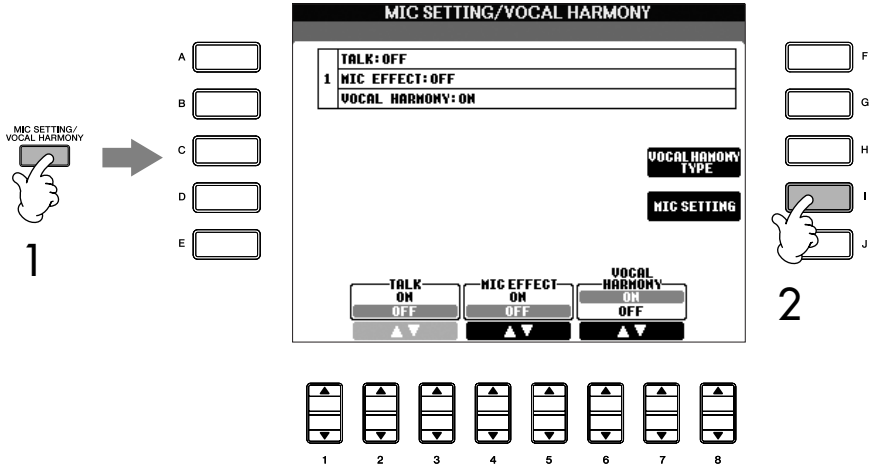 MIC SETTING/VOCAL HARMONY
TALK:OFF
1 MIC EFFECT:OFF
VOCAL HARMONY:ON
A
B
C
D
E
MIC SETTING/
VOCAL HARMONY
1
VOCAL HAMONY
TYPE
MIC SETTING
F
G
H
I
J
2
TALK
ON
OFF
MIC EFFECT
ON
OFF
VOCAL
HARMONY
ON
OFF
1 2 3 4 5 6 7 8